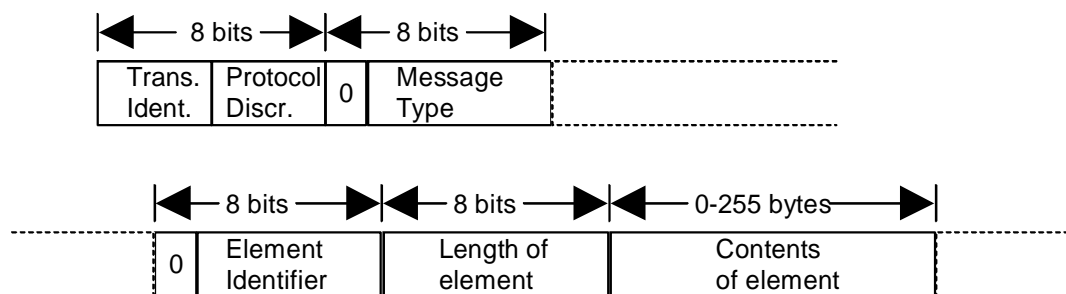 8 bits 8 bits
Trans. Protocol 0 Message
Ident. Discr. Type
8 bits 8 bits 0-255 bytes
0 Element Length of Contents
Identifier element of element